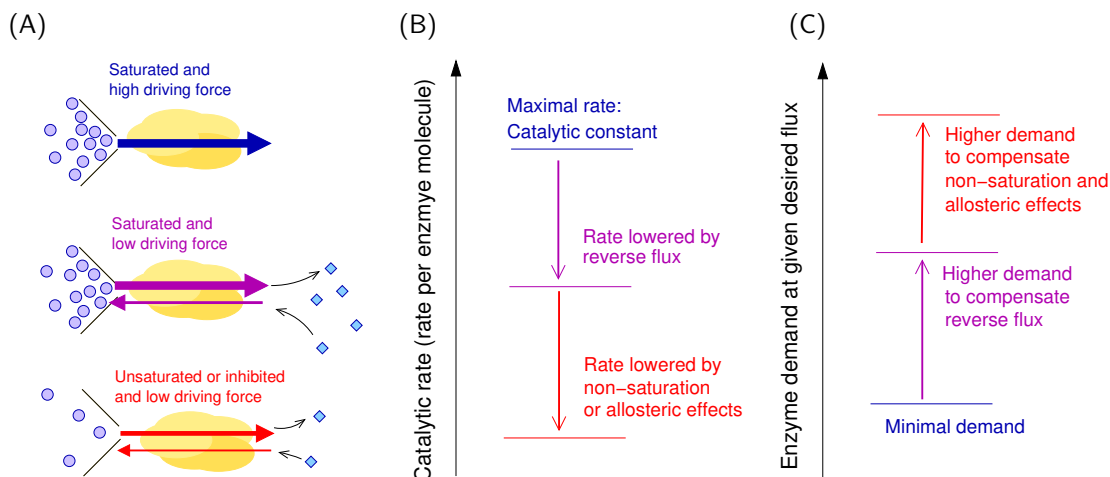 (A)
Saturated and
high driving force
Saturated and
low driving force
Unsaturated or inhibited
and low driving force
(B)
Catalytic rate (rate per enzmye molecule)
Maximal rate:
Catalytic constant
Rate lowered by
reverse flux
Rate lowered by
non−saturation
or allosteric effects
(C)
Enzyme demand at given desired flux
Higher demand
to compensate
non−saturation and
allosteric effects
Higher demand
to compensate
reverse flux
Minimal demand